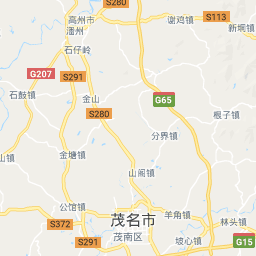 S280
高州市
潘州
谢鸡镇
S113
新垌镇
石仔岭
G207
S291
石鼓镇
金山
G65
S280
根子镇
分界镇
金塘镇
山镇
山阁镇
公馆镇
茂名市
羊角镇
林头镇
S372
S291
茂南区
坡心镇
G15